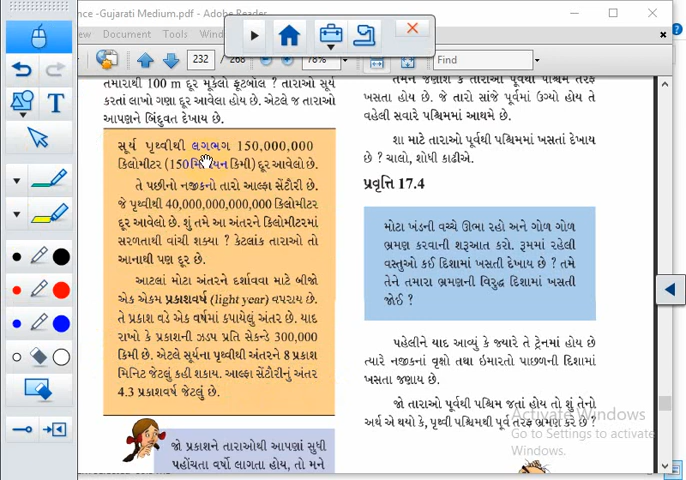 nce -Gujarati Medium.pdf - Adobe Reader
Document Tools Window Help
232 / 268 78% Find
તમારાથી 100 m દૂર મૂકેલો ફૂટબૉલ ? તારાઓ સૂર્ય
કરતાં લાખો ગણા દૂર આવેલા હોય છે. એટલે જ તારાઓ
આપણને બિંદુવત દેખાય છે.
સૂર્ય પૃથ્વીથી લગભગ 150,000,000
કિલોમીટર (150 મિલિયન કિમી) દૂર આવેલો છે.
તે પછીનો નજીકનો તારો આલ્ફા સેંટૉરી છે.
જે પૃથ્વીથી 40,000,000,000,000 કિલોમીટર
દૂર આવેલો છે. શું તમે આ અંતરને કિલોમીટરમાં
સરળતાથી વાંચી શક્યા ? કેટલાંક તારાઓ તો
આનાથી પણ દૂર છે.
આટલાં મોટા અંતરને દર્શાવવા માટે બીજો
એક એકમ પ્રકાશવર્ષ (light year) વપરાય છે.
તે પ્રકાશ વડે એક વર્ષમાં કપાયેલું અંતર છે. યાદ
રાખો કે પ્રકાશની ઝડપ પ્રતિ સેકન્ડે 300,000
કિમી છે. એટલે સૂર્યના પૃથ્વીથી અંતરને 8 પ્રકાશ
મિનિટ જેટલું કહી શકાય. આલ્ફા સેંટૉરીનું અંતર
4.3 પ્રકાશવર્ષ જેટલું છે.
જો પ્રકાશને તારાઓથી આપણાં સુધી
પહોંચતા વર્ષો લાગતા હોય, તો મને
તમને જણાશે કે તારાઓ પૂર્વથી પશ્ચિમ તરફ
ખસતા હોય છે. જે તારો સાંજે પૂર્વમાં ઉગ્યો હોય તે
વહેલી સવારે પશ્ચિમમાં આથમે છે.
શા માટે તારાઓ પૂર્વથી પશ્ચિમમાં ખસતાં દેખાય
છે ? ચાલો, શોધી કાઢીએ.
પ્રવૃત્તિ 17.4
મોટા ખંડની વચ્ચે ઊભા રહો અને ગોળ ગોળ
ભ્રમણ કરવાની શરૂઆત કરો. રૂમમાં રહેલી
વસ્તુઓ કઈ દિશામાં ખસતી દેખાય છે ? તમે
તેને તમારા ભ્રમણની વિરુદ્ધ દિશામાં ખસતી
જોઈ ?
પહેલીને યાદ આવ્યું કે જ્યારે તે ટ્રેનમાં હોય છે
ત્યારે નજીકનાં વૃક્ષો તથા ઇમારતો પાછળની દિશામાં
ખસતા જણાય છે.
જો તારાઓ પૂર્વથી પશ્ચિમ જતાં હોય તો શું તેનો
અર્થ એ થયો કે, પૃથ્વી પશ્ચિમથી પૂર્વ તરફ ભ્રમણ કરે છે ?
Activate Windows
Go to Settings to activate
Windows.